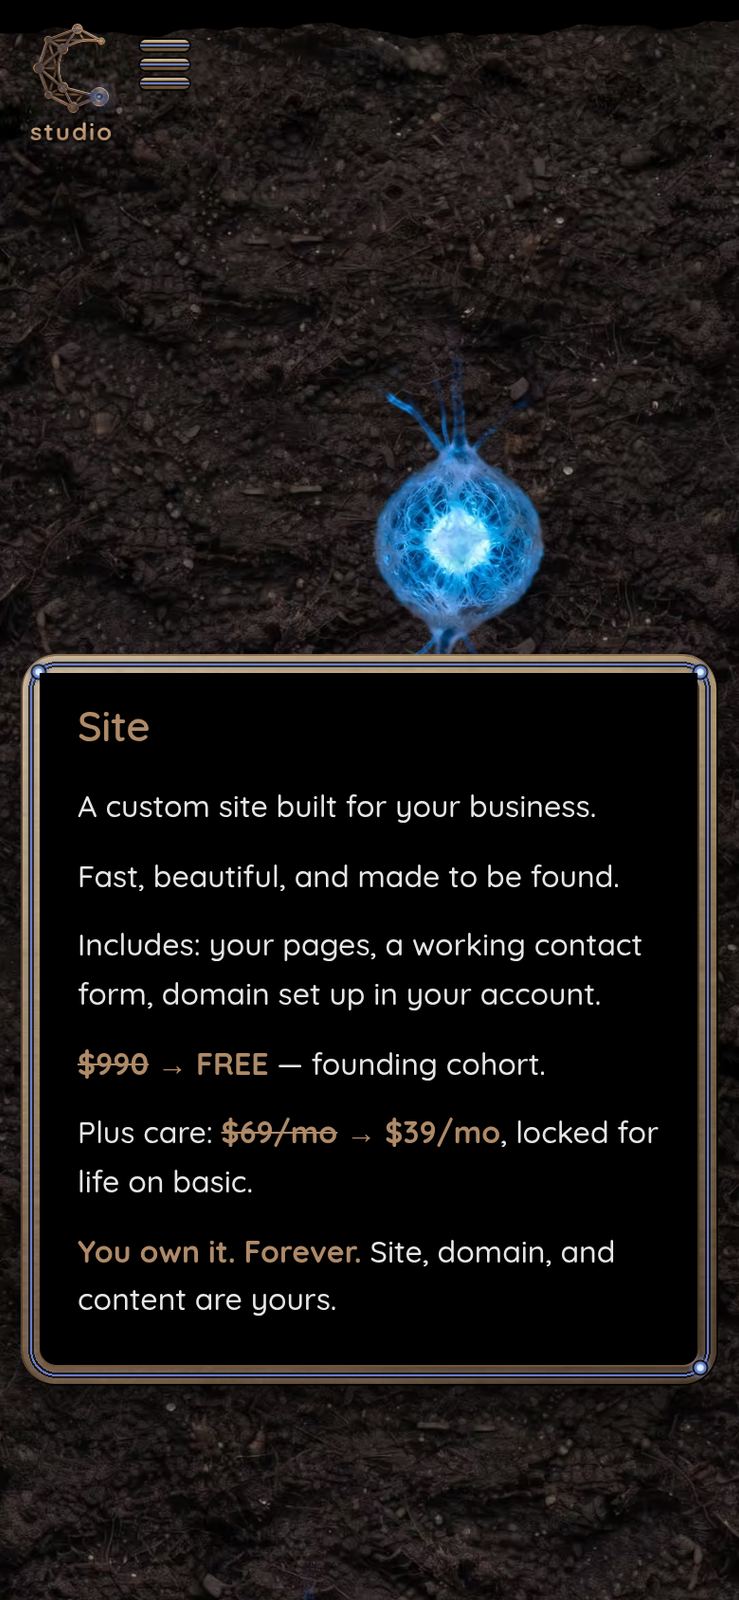 studio
Site
A custom site built for your business.
Fast, beautiful, and made to be found.
Includes: your pages, a working contact
form, domain set up in your account.
$990 → FREE — founding cohort.
Plus care: $69/mo → $39/mo, locked for
life on basic.
You own it. Forever. Site, domain, and
content are yours.